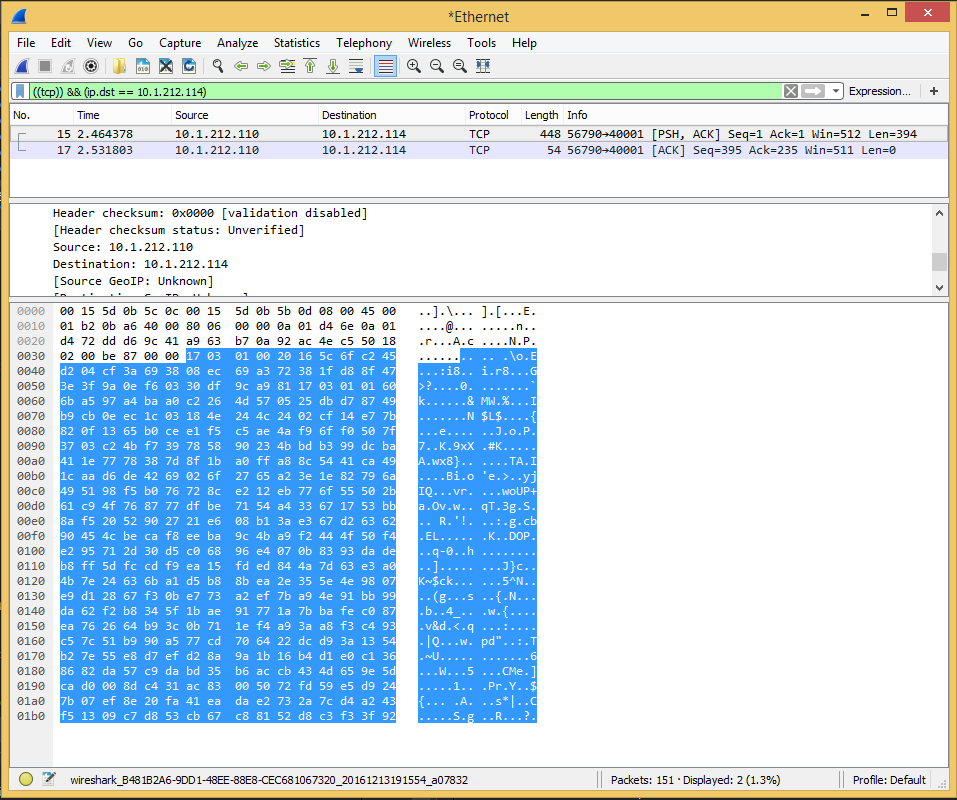 *Ethernet
File Edit View Go Capture Analyze Statistics Telephony Wireless Tools Help
((tcp)) && (ip.dst == 10.1.212.114) Expression... +
No. Time Source Destination Protocol Length Info
15 2.464378 10.1.212.110 10.1.212.114 TCP 448 56790→40001 [PSH, ACK] Seq=1 Ack=1 Win=512 Len=394
17 2.531803 10.1.212.110 10.1.212.114 TCP 54 56790→40001 [ACK] Seq=395 Ack=235 Win=511 Len=0
Header checksum: 0x0000 [validation disabled]
[Header checksum status: Unverified]
Source: 10.1.212.110
Destination: 10.1.212.114
[Source GeoIP: Unknown]
0000 00 15 5d 0b 5c 0c 00 15 5d 0b 5b 0d 08 00 45 00 ..].\... ].[...E.
0010 01 b2 0b a6 40 00 80 06 00 00 0a 01 d4 6e 0a 01 ....@... .....n..
0020 d4 72 dd d6 9c 41 a9 63 b7 0a 92 ac 4e c5 50 18 .r...A.c ....N.P.
0030 02 00 be 87 00 00 17 03 01 00 20 16 5c 6f c2 45 ........ .. .\o.E
0040 d2 04 cf 3a 69 38 08 ec 69 a3 72 38 1f d8 8f 47 ...:i8.. i.r8...G
0050 3e 3f 9a 0e f6 03 30 df 9c a9 81 17 03 01 01 60 >?....0. .......`
0060 6b a5 97 a4 ba a0 c2 26 4d 57 05 25 db d7 87 49 k......& MW.%...I
0070 b9 cb 0e ec 1c 03 18 4e 24 4c 24 02 cf 14 e7 7b .......N $L$....{
0080 82 0f 13 65 b0 ce e1 f5 c5 ae 4a f9 6f f0 50 7f ...e.... ..J.o.P.
0090 37 03 c2 4b f7 39 78 58 90 23 4b bd b3 99 dc ba 7..K.9xX .#K.....
00a0 41 1e 77 78 38 7d 8f 1b a0 ff a8 8c 54 41 ca 49 A.wx8}.. ....TA.I
00b0 1c aa d6 de 42 69 02 6f 27 65 a2 3e 1e 82 79 6a ....Bi.o 'e.>..yj
00c0 49 51 98 f5 b0 76 72 8c e2 12 eb 77 6f 55 50 2b IQ...vr. ...woUP+
00d0 61 c9 4f 76 87 77 df be 71 54 a4 33 67 17 53 bb a.Ov.w.. qT.3g.S.
00e0 8a f5 20 52 90 27 21 e6 08 b1 3a e3 67 d2 63 62 .. R.'!. ..:.g.cb
00f0 90 45 4c be ca f8 ee ba 9c 4b a9 f2 44 4f 50 f4 .EL..... .K..DOP.
0100 e2 95 71 2d 30 d5 c0 68 96 e4 07 0b 83 93 da de ..q-0..h ........
0110 b8 ff 5d fc cd f9 ea 15 fd ed 84 4a 7d 63 e3 a0 ..]..... ...J}c..
0120 4b 7e 24 63 6b a1 d5 b8 8b ea 2e 35 5e 4e 98 07 K~$ck... ...5^N..
0130 e9 d1 28 67 f3 0b e7 73 a2 ef 7b a9 4e 91 bb 99 ..(g...s ..{.N...
0140 da 62 f2 b8 34 5f 1b ae 91 77 1a 7b ba fe c0 87 .b..4_.. .w.{....
0150 ea 76 26 64 b9 3c 0b 71 1e f4 a9 3a a8 f3 c4 93 .v&d.<.q ...:....
0160 c5 7c 51 b9 90 a5 77 cd 70 64 22 dc d9 3a 13 54 .|Q...w. pd"..:.T
0170 b2 7e 55 e8 d7 ef d2 8a 9a 1b 16 b4 d1 e0 c1 36 .~U..... .......6
0180 86 82 da 57 c9 da bd 35 b6 ac cb 43 4d 65 9e 5d ...W...5 ...CMe.]
0190 ca d0 00 8d c4 31 ac 83 00 50 72 fd 59 e5 d9 24 .....1.. .Pr.Y..$
01a0 7b 07 ef 8e 20 fa 41 ea da e2 73 2a 7c d4 a2 43 {... .A. ..s*|..C
01b0 f5 13 09 c7 d8 53 cb 67 c8 81 52 d8 c3 f3 3f 92 .....S.g ..R...?.
wireshark_B481B2A6-9DD1-48EE-88E8-CEC681067320_20161213191554_a07832 Packets: 151 · Displayed: 2 (1.3%) Profile: Default